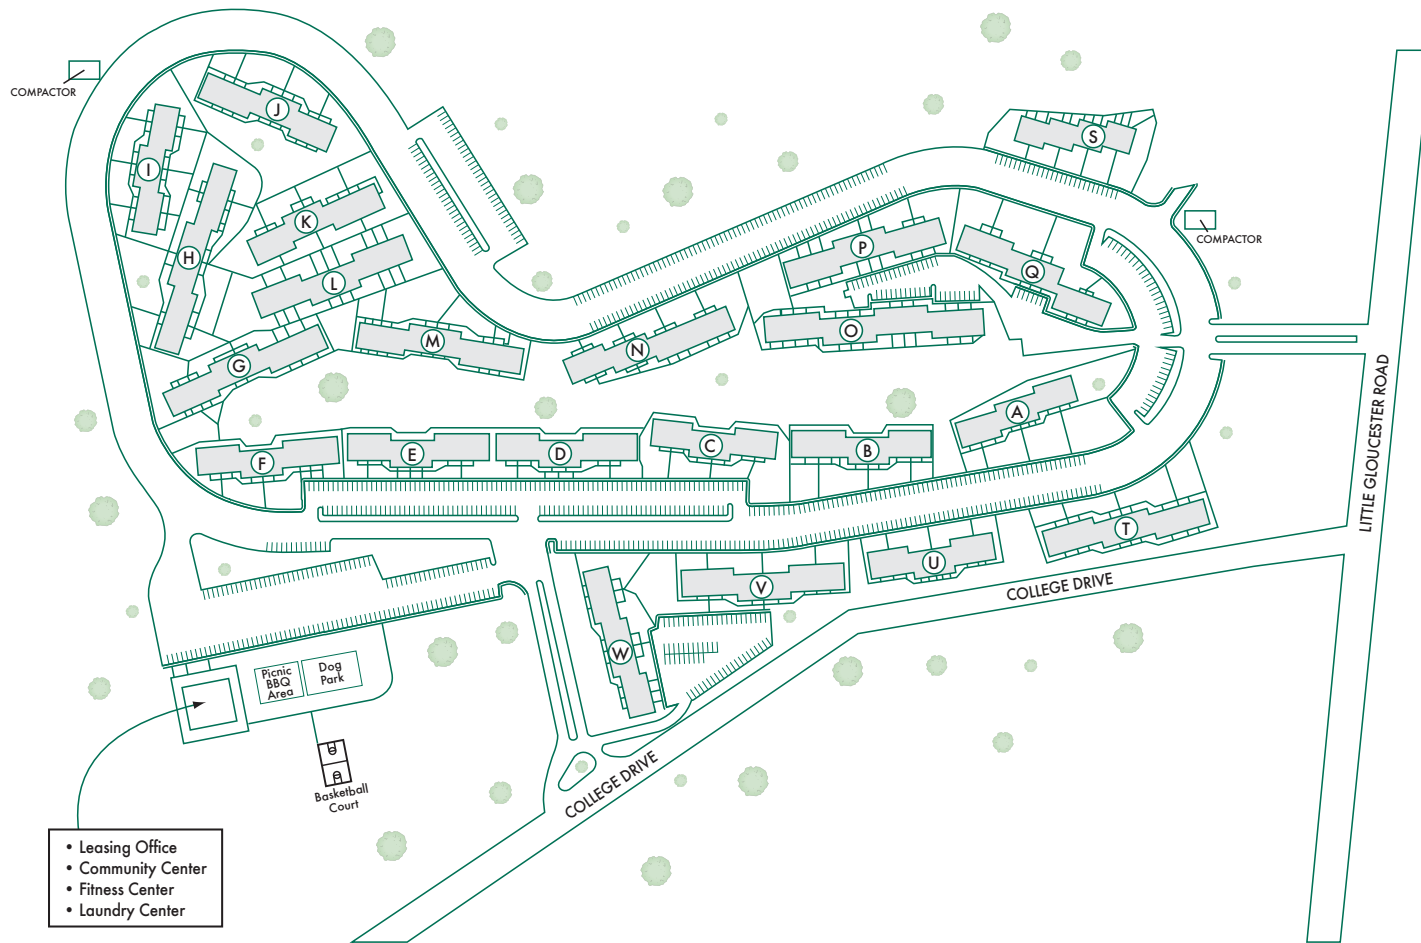 COMPACTOR
J
S
I
K
H
L
P
Q
COMPACTOR
M
N
O
G
A
F
E
D
C
B
LITTLE GLOUCESTER ROAD
T
U
V
COLLEGE DRIVE
W
Picnic
BBQ
Area
Dog
Park
Basketball
Court
COLLEGE DRIVE
• Leasing Office
• Community Center
• Fitness Center
• Laundry Center